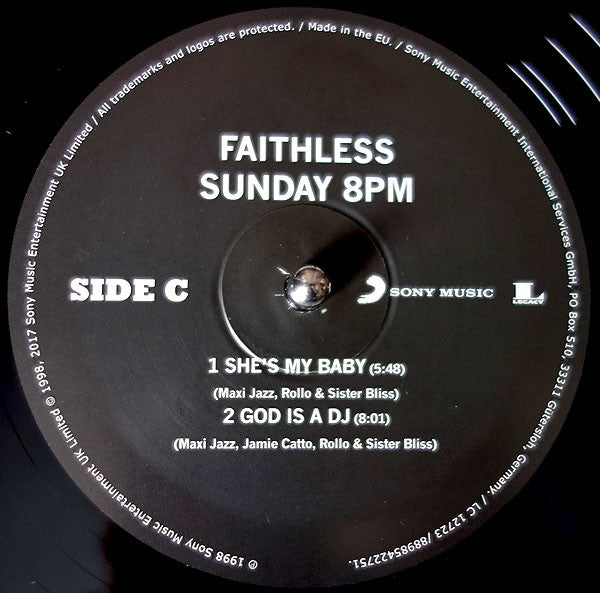 FAITHLESS
SUNDAY 8PM
SIDE C
SONY MUSIC
L
LEGACY
1 SHE'S MY BABY (5:48)
(Maxi Jazz, Rollo & Sister Bliss)
2 GOD IS A DJ (8:01)
(Maxi Jazz, Jamie Catto, Rollo & Sister Bliss)
℗ 1998 Sony Music Entertainment UK Limited © 1998, 2017 Sony Music Entertainment UK Limited / All trademarks and logos are protected. / Made in the EU. / Sony Music Entertainment International Services GmbH, PO Box 510, 33311 Gütersloh, Germany. / LC 12723 / 88985422751.